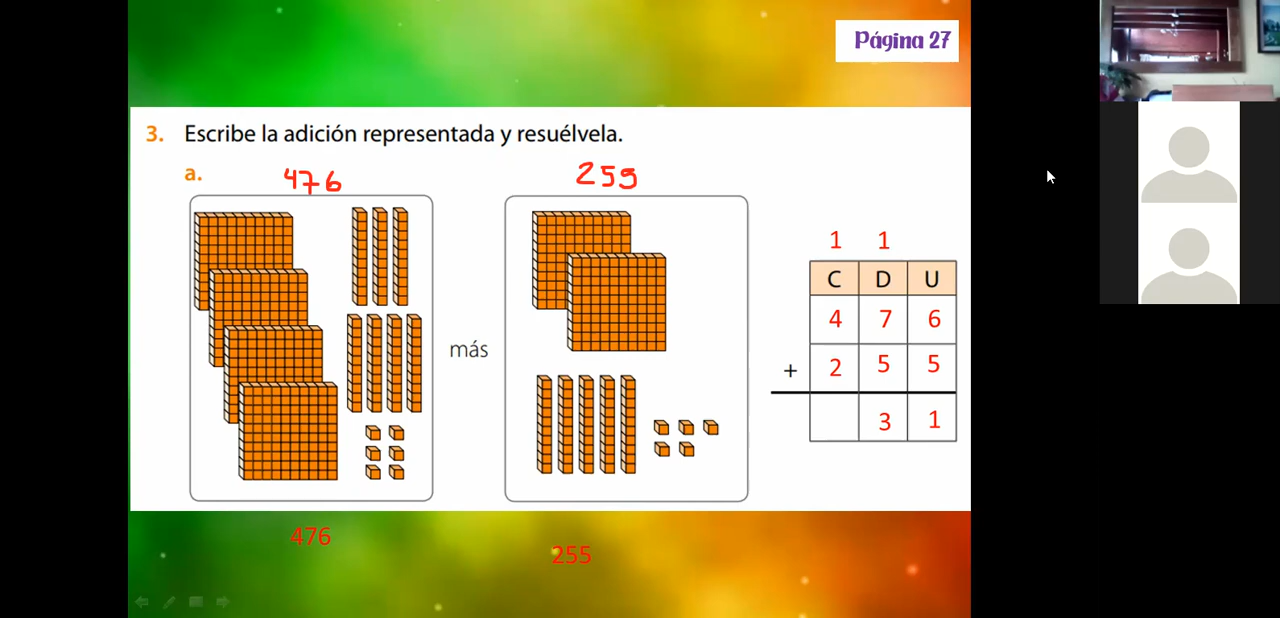 Página 27
3. Escribe la adición representada y resuélvela.
a.
476
255
más
1 1
C D U
4 7 6
+ 2 5 5
3 1
476
255